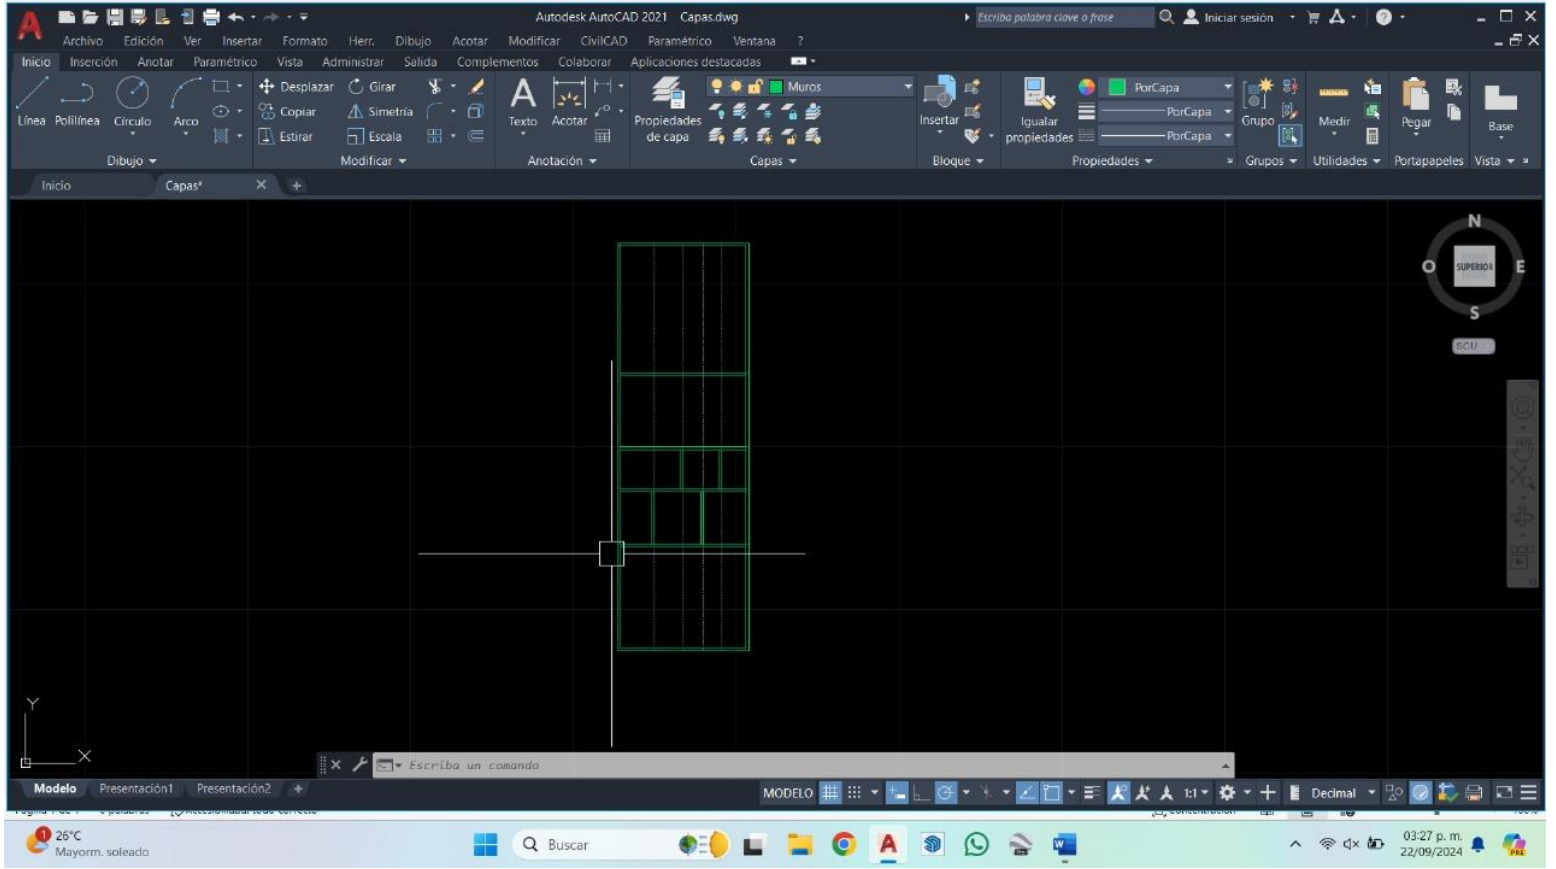 Autodesk AutoCAD 2021 Capas.dwg
Escriba palabra clave o frase
Iniciar sesión
?
Archivo Edición Ver Insertar Formato Herr. Dibujo Acotar Modificar CivilCAD Paramétrico Ventana ?
Inicio Inserción Anotar Paramétrico Vista Administrar Salida Complementos Colaborar Aplicaciones destacadas
Línea Polilínea Círculo Arco
Desplazar Girar
Copiar Simetría
Estirar Escala
Texto Acotar
Propiedades de capa
Muros
Insertar
Igualar propiedades
PorCapa
PorCapa
PorCapa
Grupo
Medir
Pegar
Base
Dibujo Modificar Anotación Capas Bloque Propiedades Grupos Utilidades Portapapeles Vista
Inicio Capas* +
N
O SUPERIOR E
S
SCU
Y
X
Escriba un comando
Modelo Presentación1 Presentación2 +
MODELO 1:1 Decimal
1
26°C
Mayorm. soleado
Buscar
03:27 p. m.
22/09/2024
PRE